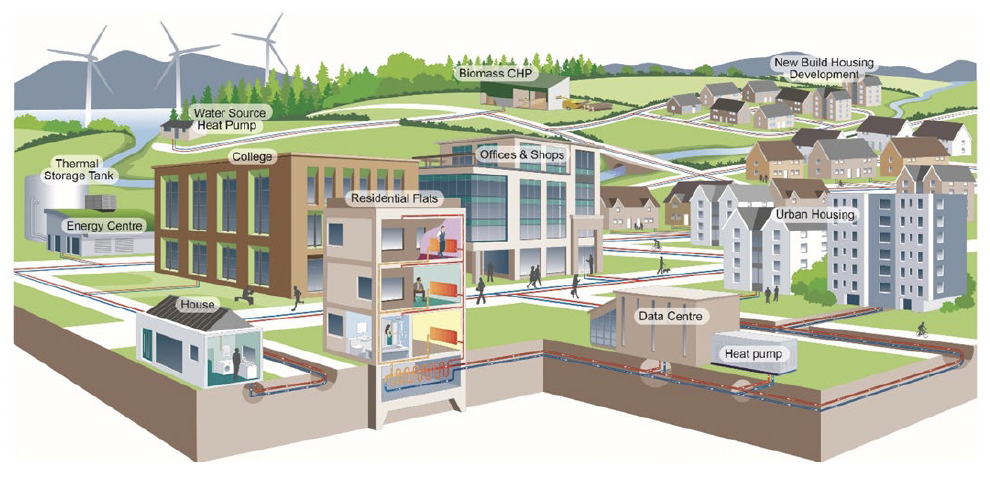 Biomass CHP
New Build Housing
Development
Water Source
Heat Pump
College
Offices & Shops
Thermal
Storage Tank
Residential Flats
Energy Centre
Urban Housing
House
Data Centre
Heat pump